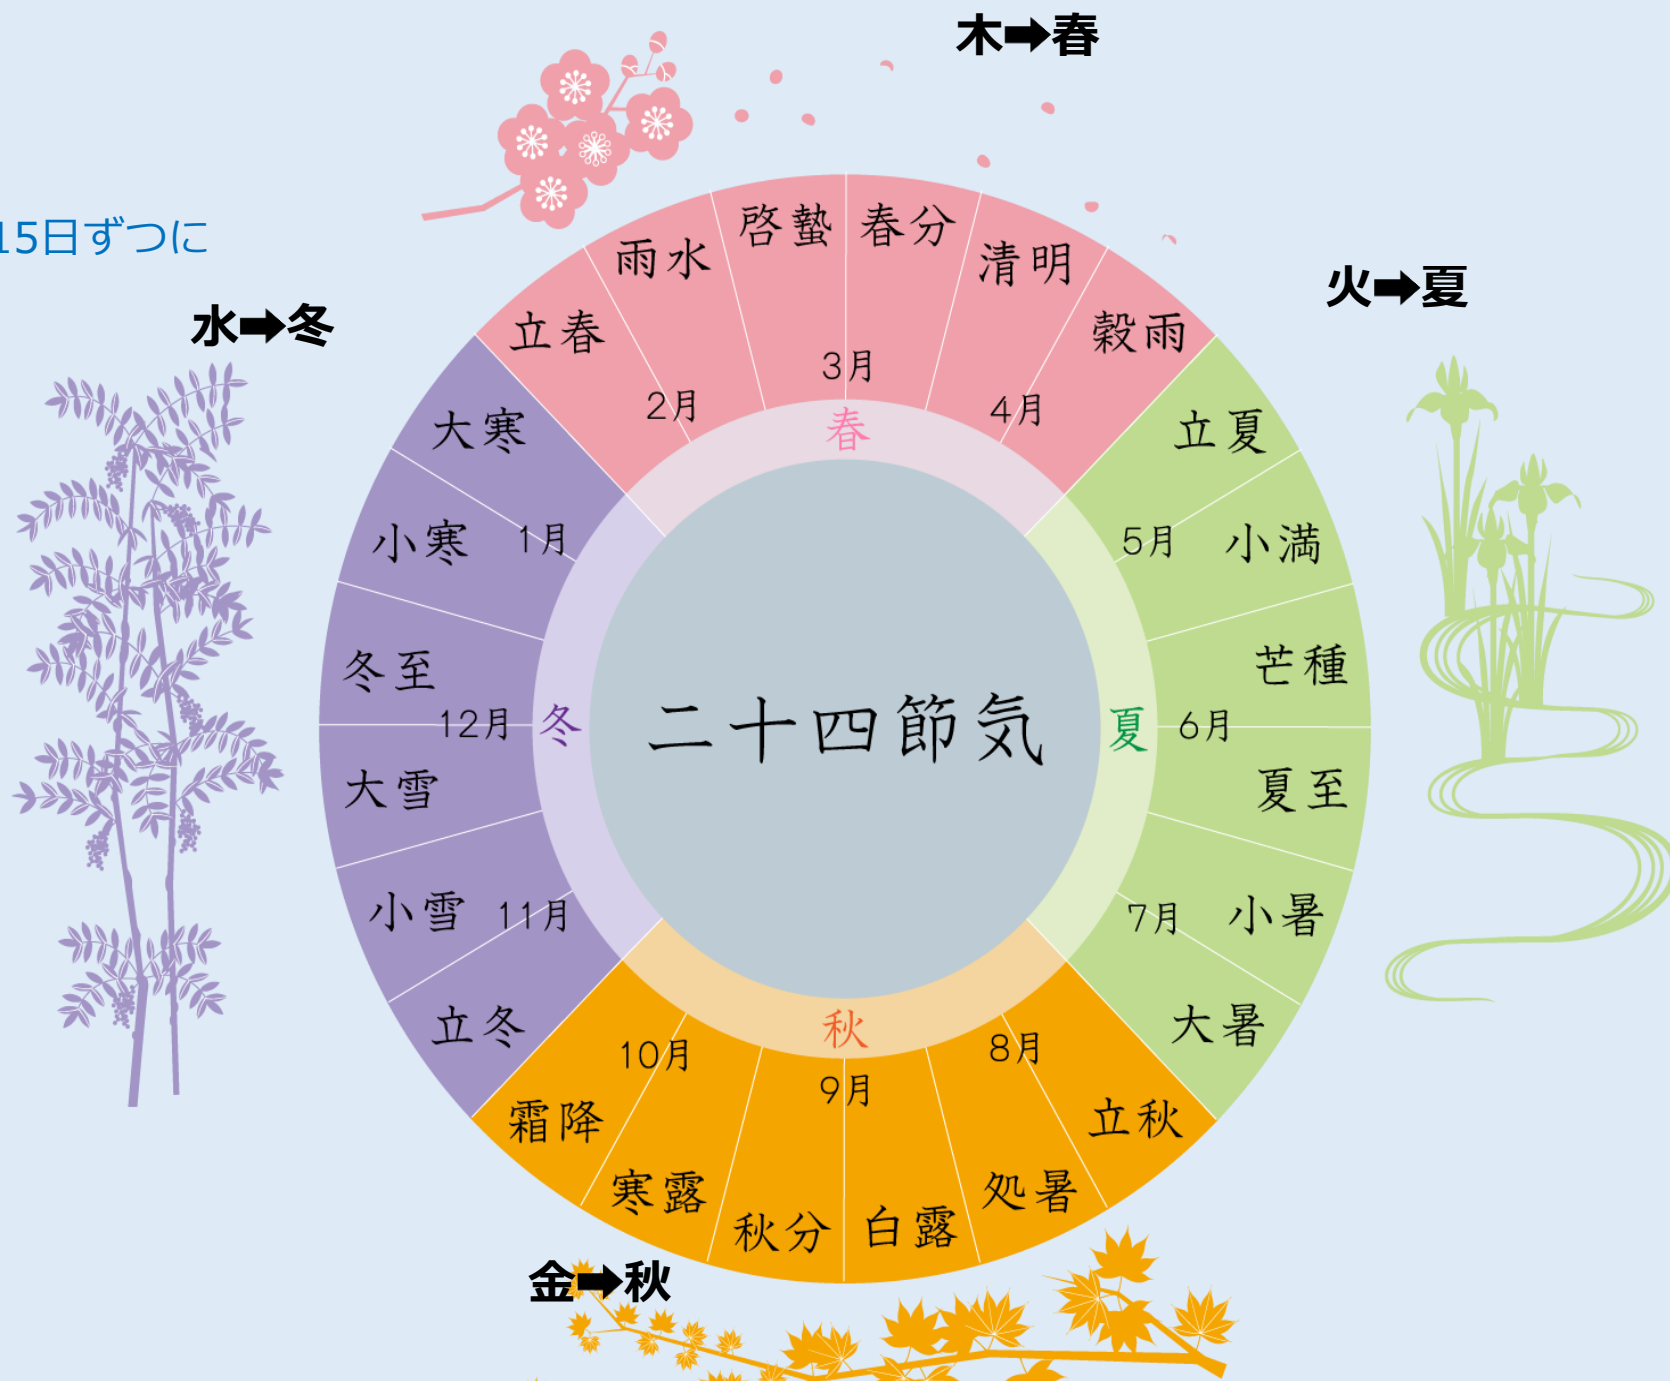 木➡春
15日ずつに
火➡夏
水➡冬
立春
雨水
啓蟄
春分
清明
穀雨
2月
3月
4月
春
立夏
小満
芒種
夏至
小暑
大暑
5月
6月
7月
夏
立秋
処暑
白露
秋分
寒露
霜降
8月
9月
10月
秋
立冬
小雪
大雪
冬至
小寒
大寒
11月
12月
1月
冬
二十四節気
金➡秋